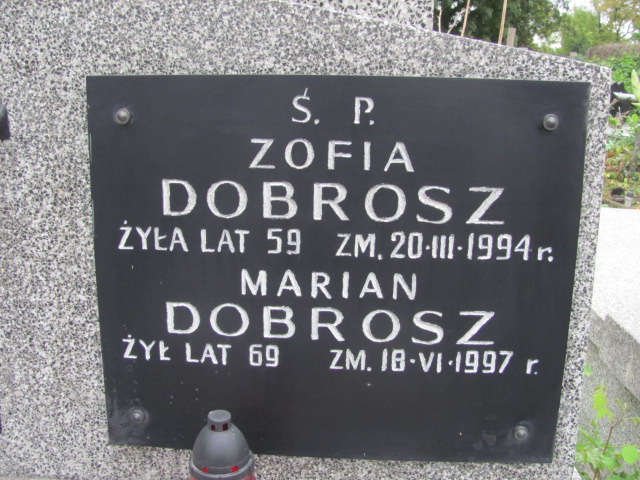 Ś. P.
ZOFIA
DOBROSZ
ŻYŁA LAT 59 ZM. 20·III·1994 r.
MARIAN
DOBROSZ
ŻYŁ LAT 69 ZM. 18·VI·1997 r.